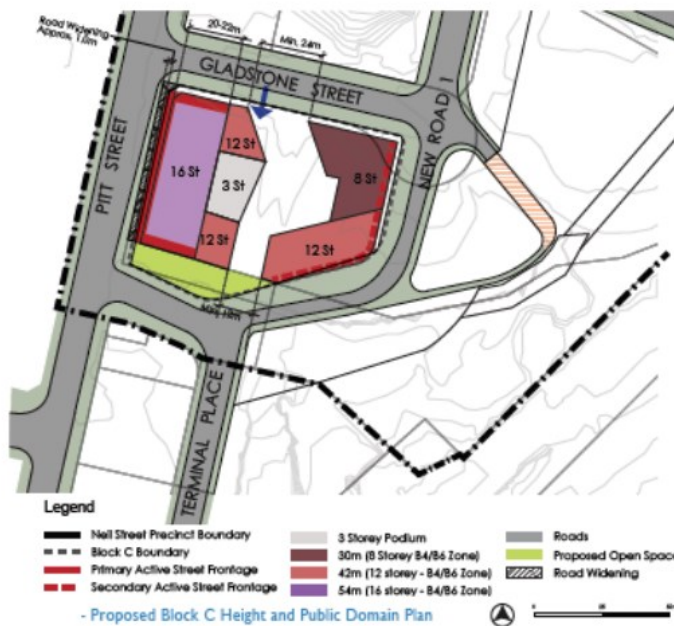 Road Widening
Approx. 1.0m
20-22m
Min. 24m
GLADSTONE STREET
PITT STREET
NEW ROAD 1
12 St
16 St
3 St
8 St
12 St
12 St
TERMINAL PLACE
Legend
Neil Street Precinct Boundary
Block C Boundary
Primary Active Street Frontage
Secondary Active Street Frontage
3 Storey Podium
30m (8 Storey B4/B6 Zone)
42m (12 storey - B4/B6 Zone)
54m (16 storey - B4/B6 Zone)
Roads
Proposed Open Space
Road Widening
- Proposed Block C Height and Public Domain Plan